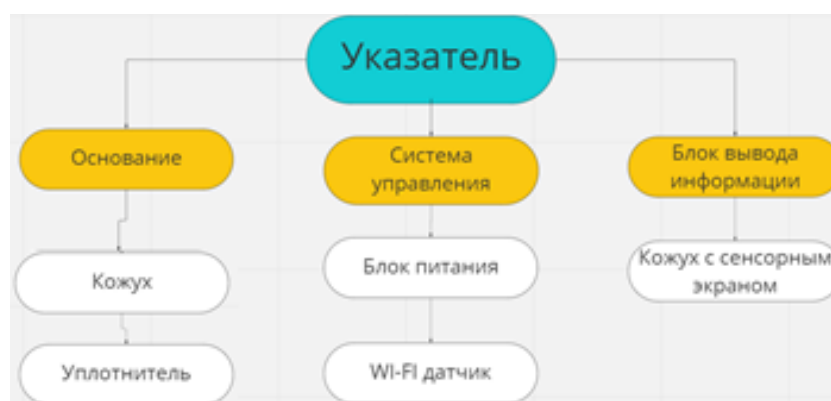 Указатель
Основание
Система
управления
Блок вывода
информации
Кожух
Блок питания
Кожух с сенсорным
экраном
Уплотнитель
WI-FI датчик